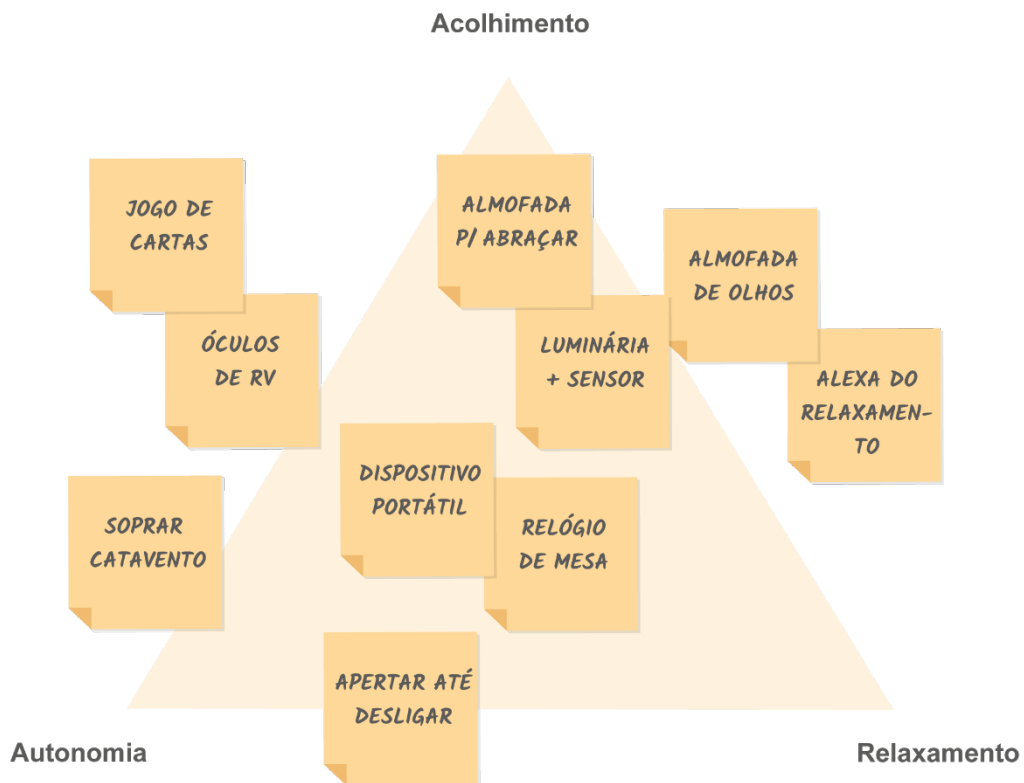 Acolhimento
JOGO DE
CARTAS
ALMOFADA
P/ ABRAÇAR
ALMOFADA
DE OLHOS
ÓCULOS
DE RV
LUMINÁRIA
+ SENSOR
ALEXA DO
RELAXAMEN-
TO
DISPOSITIVO
PORTÁTIL
SOPRAR
CATAVENTO
RELÓGIO
DE MESA
APERTAR ATÉ
DESLIGAR
Autonomia
Relaxamento